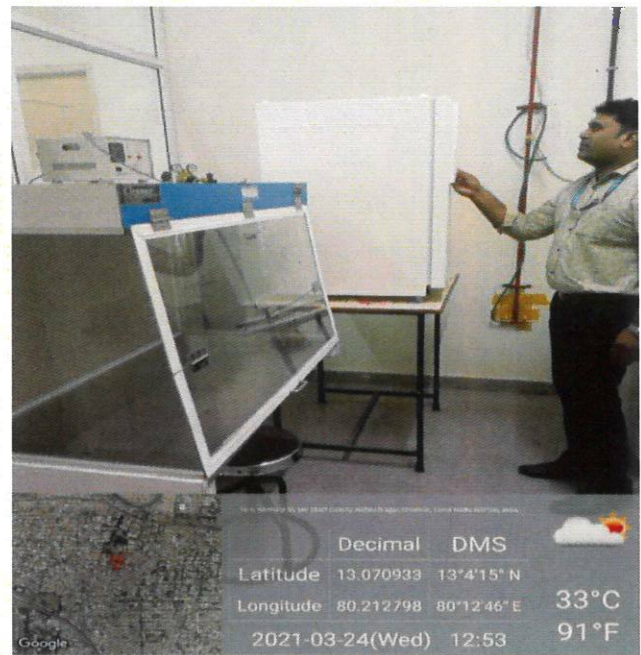 Decimal DMS
Latitude 13.070933 13°4'15" N
Longitude 80.212798 80°12'46" E
2021-03-24(Wed) 12:53
33°C
91°F
Google